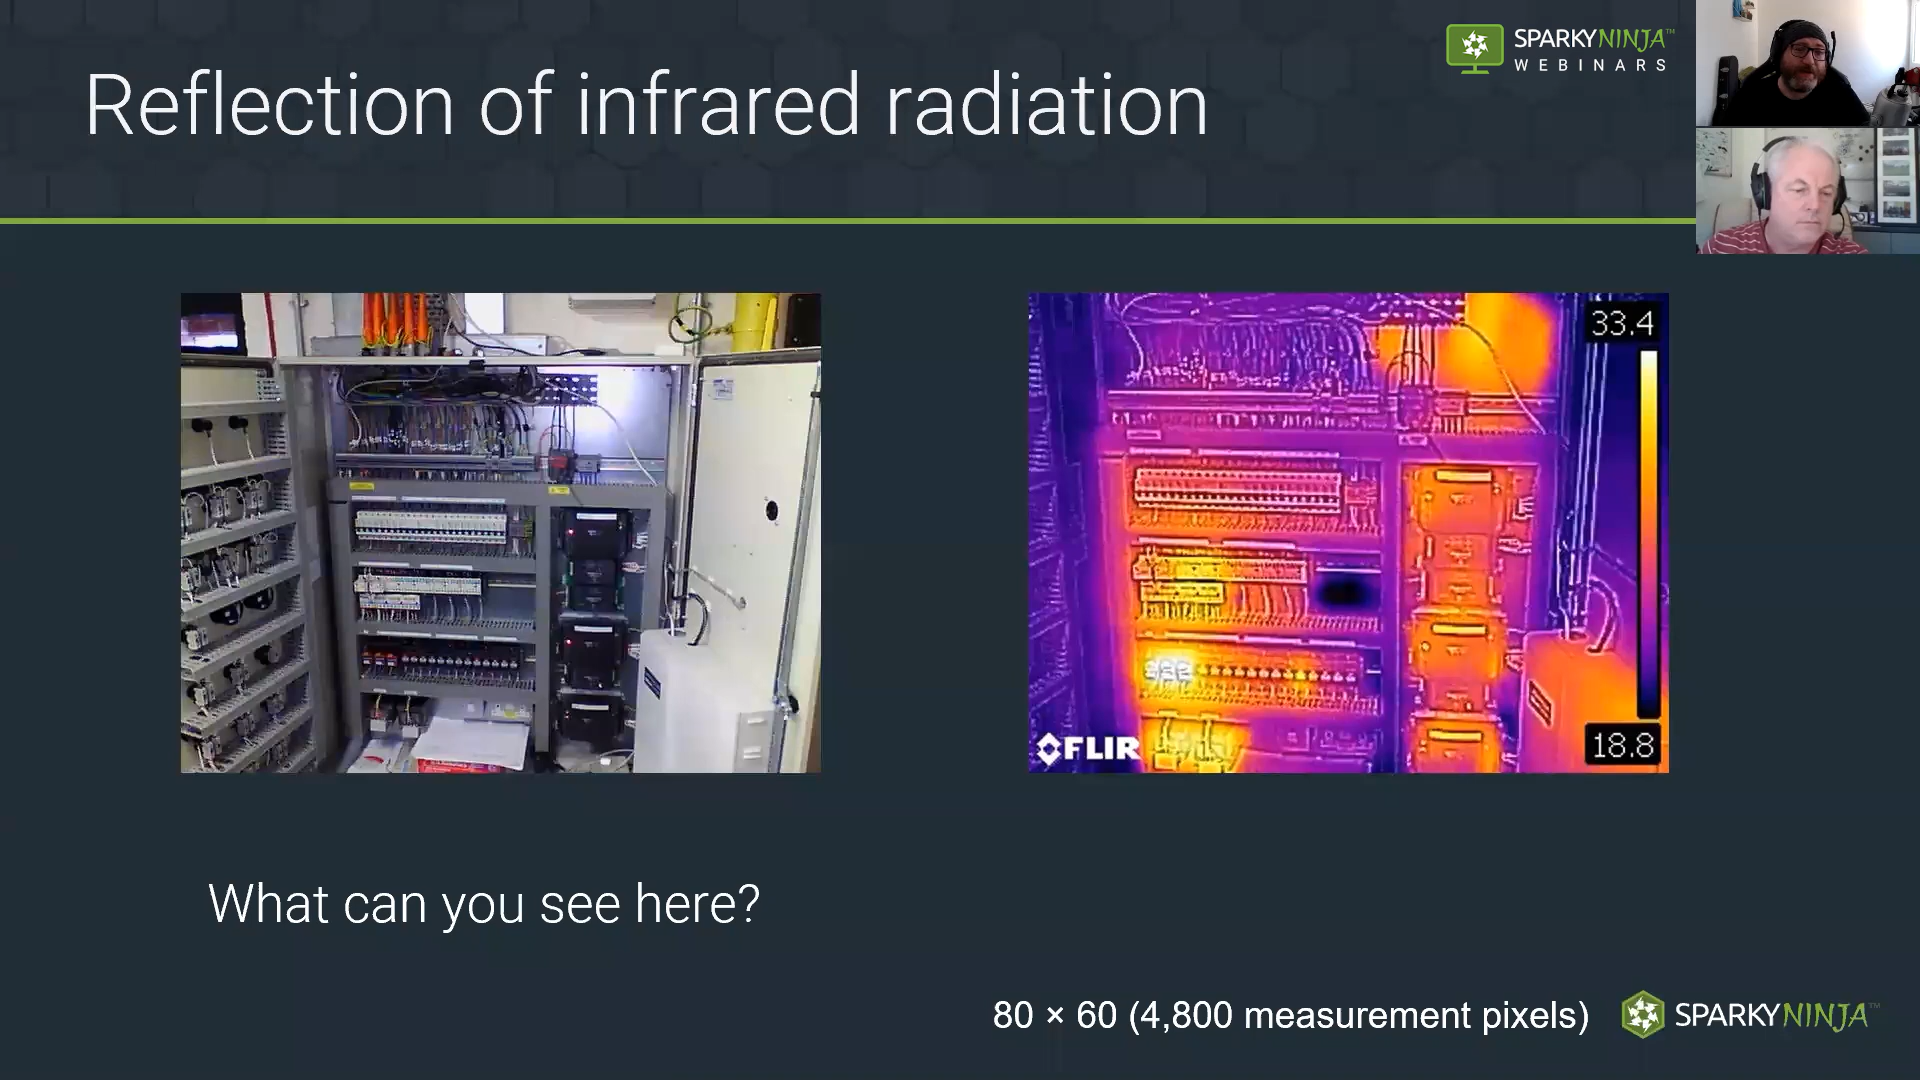 Reflection of infrared radiation
SPARKYNINJA™
WEBINARS
33.4
18.8
FLIR
What can you see here?
80 × 60 (4,800 measurement pixels)
SPARKYNINJA™